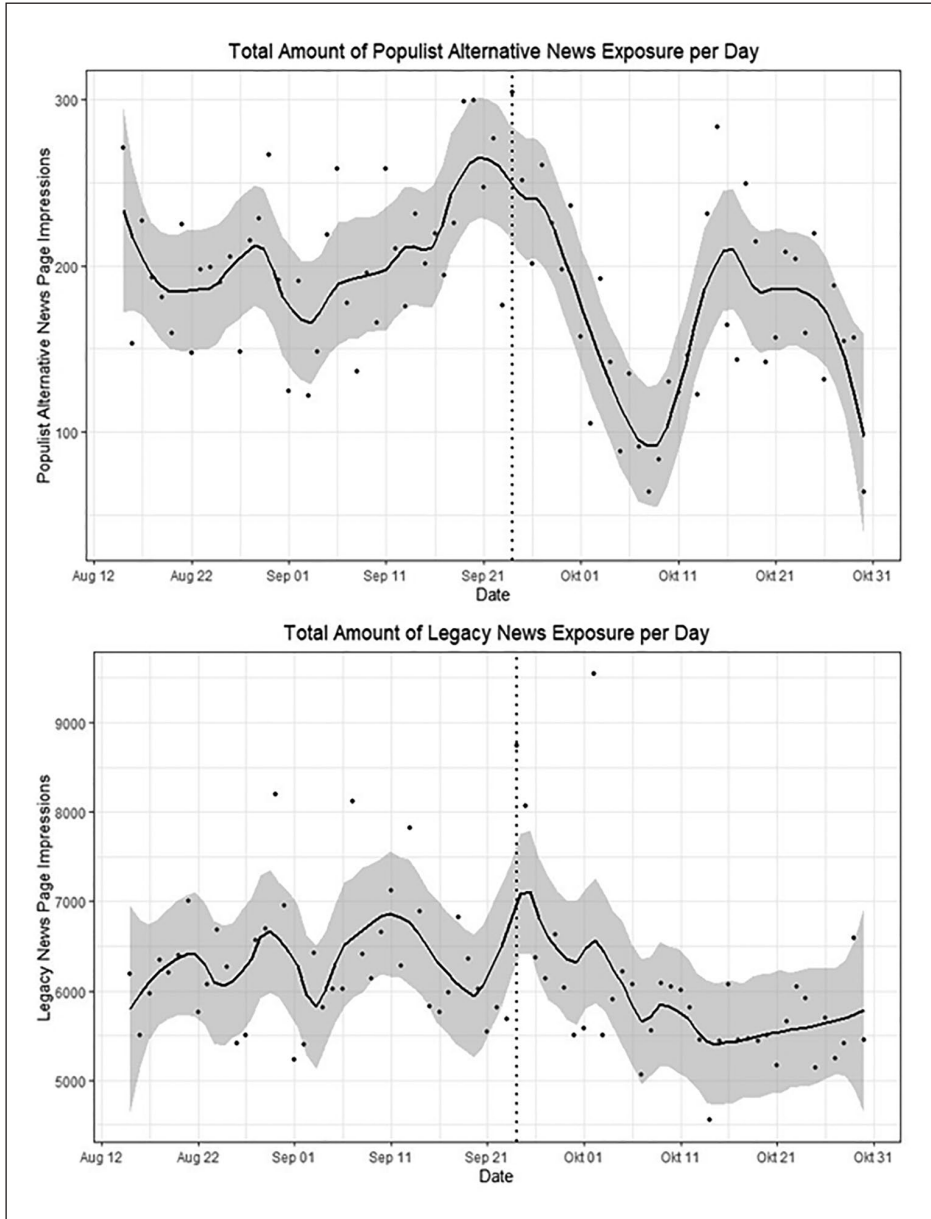 Total Amount of Populist Alternative News Exposure per Day
Populist Alternative News Page Impressions
300
200
100
Aug 12 Aug 22 Sep 01 Sep 11 Sep 21 Okt 01 Okt 11 Okt 21 Okt 31
Date
Total Amount of Legacy News Exposure per Day
Legacy News Page Impressions
9000
8000
7000
6000
5000
Aug 12 Aug 22 Sep 01 Sep 11 Sep 21 Okt 01 Okt 11 Okt 21 Okt 31
Date